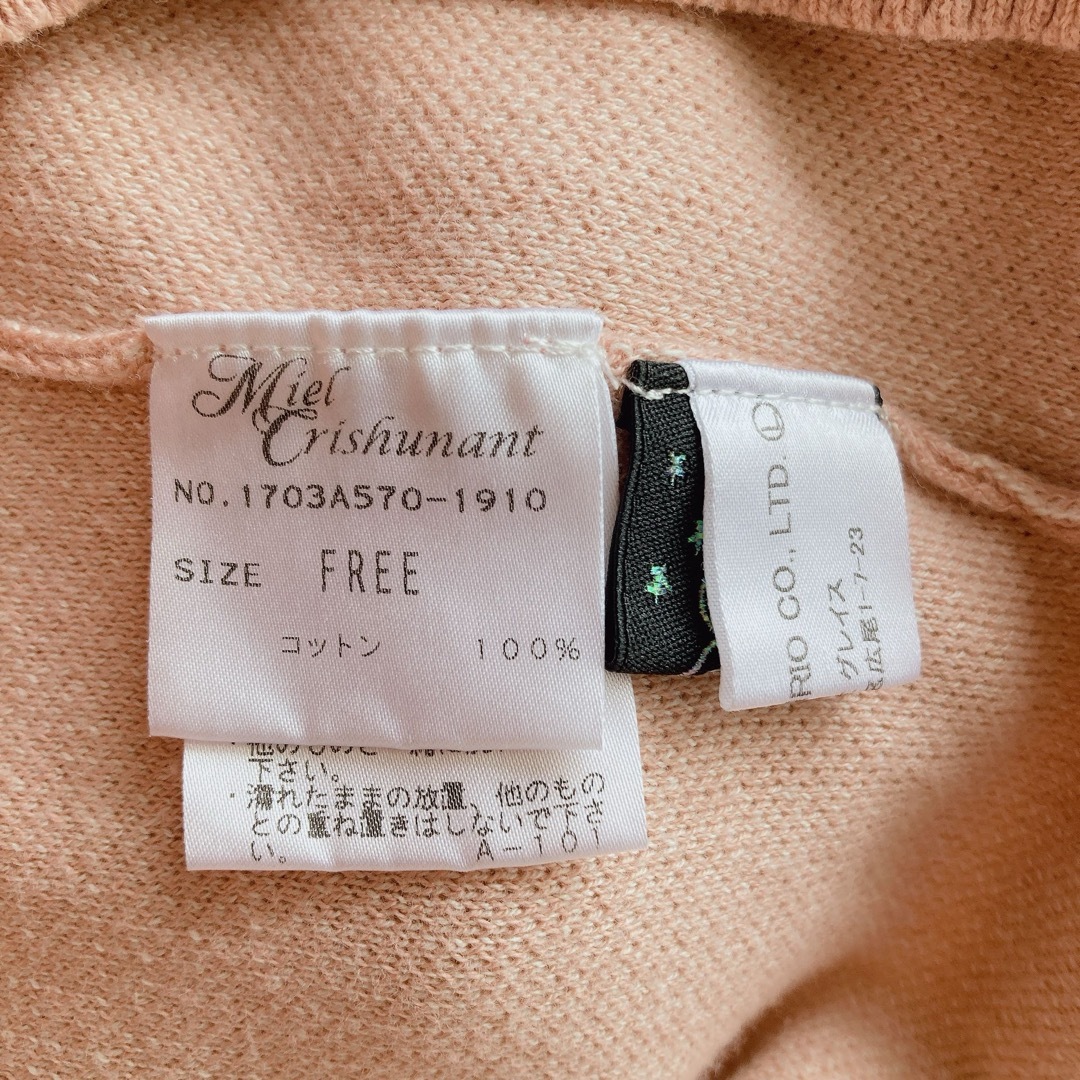 Miel
Crishunant
NO.1703A570-1910
SIZE FREE
コットン 100%
下さい。
・濡れたままの放置、他のもの
との重ね置きはしないで下さ
い。 A-101
RIO CO., LTD. Ⓛ
グレイス
広尾1-7-23